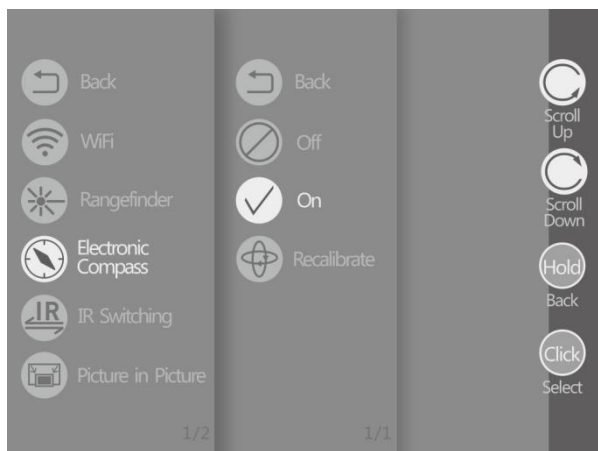 Back
WiFi
Rangefinder
Electronic
Compass
IR
IR Switching
Picture in Picture
1/2
Back
Off
On
Recalibrate
1/1
Scroll
Up
Scroll
Down
Hold
Back
Click
Select